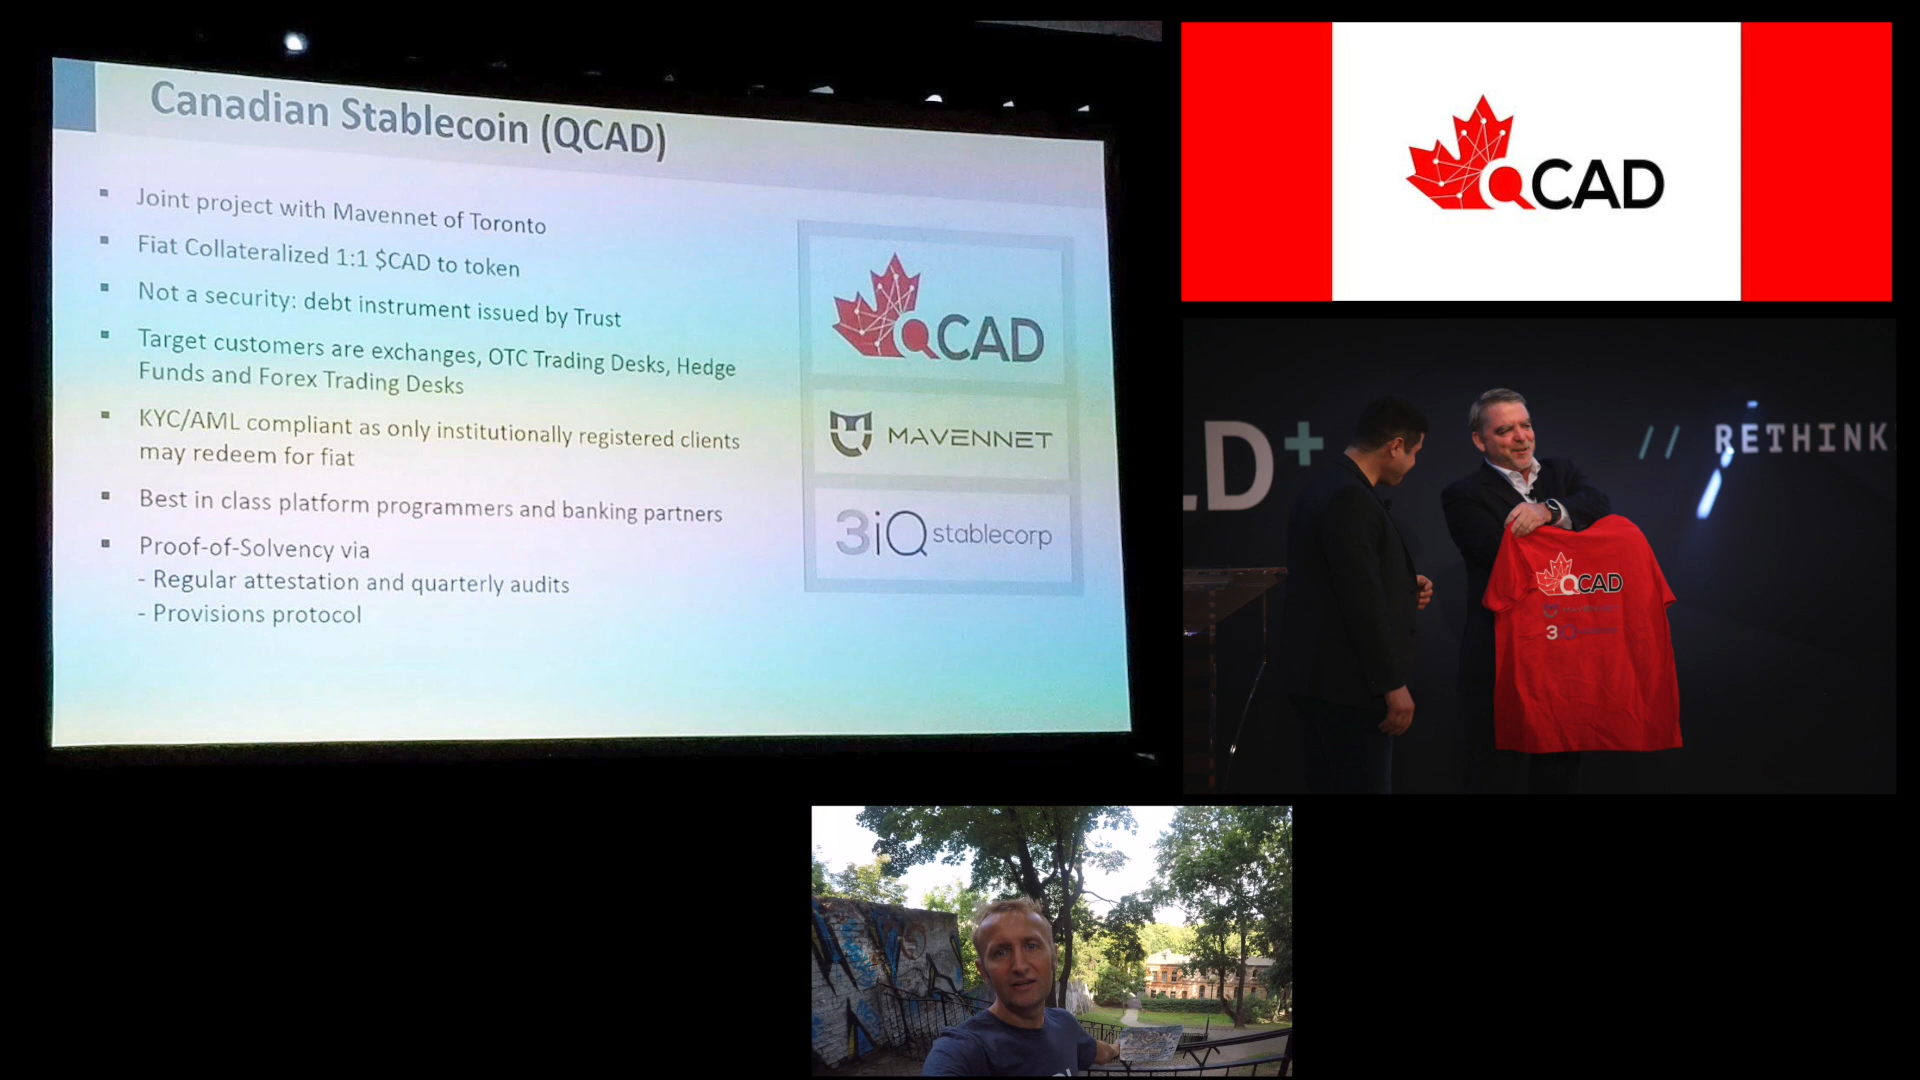 Canadian Stablecoin (QCAD)
▪ Joint project with Mavennet of Toronto
▪ Fiat Collateralized 1:1 $CAD to token
▪ Not a security: debt instrument issued by Trust
▪ Target customers are exchanges, OTC Trading Desks, Hedge
Funds and Forex Trading Desks
▪ KYC/AML compliant as only institutionally registered clients
may redeem for fiat
▪ Best in class platform programmers and banking partners
▪ Proof-of-Solvency via
- Regular attestation and quarterly audits
- Provisions protocol
QCAD
MAVENNET
3iQ stablecorp
QCAD
LD+ // RETHINK
QCAD
3iQ